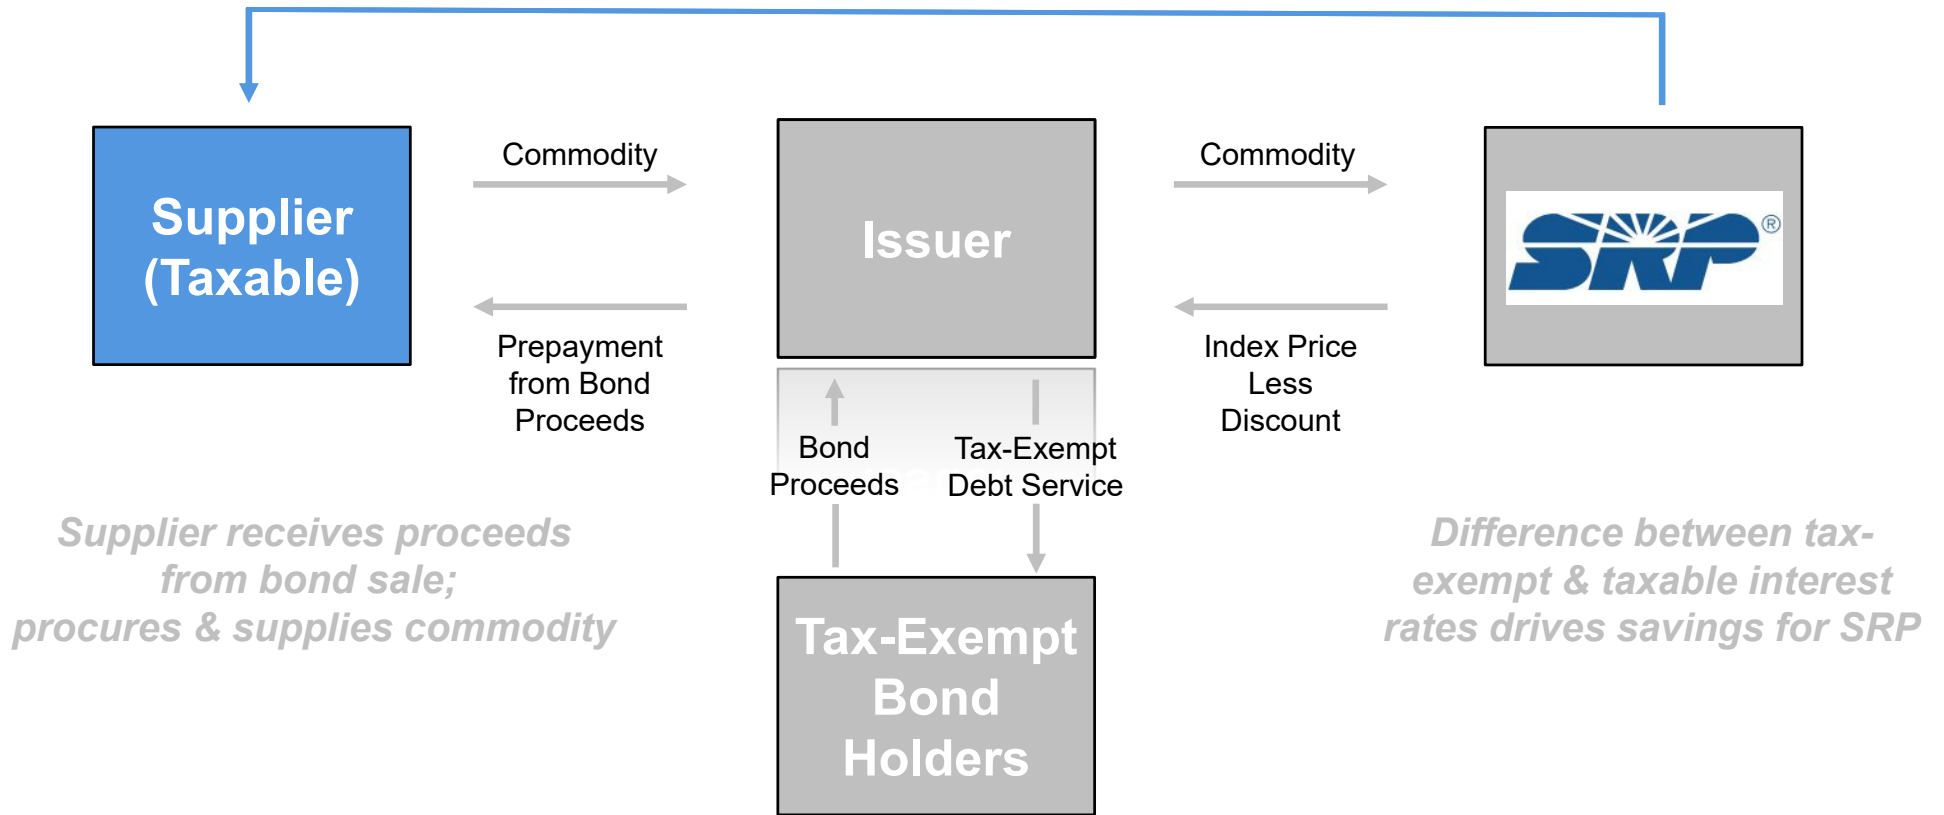 Commodity
Commodity
Supplier
(Taxable)
Issuer
SRP®
Prepayment
from Bond
Proceeds
Index Price
Less
Discount
Bond
Proceeds
Tax-Exempt
Debt Service
Supplier receives proceeds
from bond sale;
procures & supplies commodity
Difference between tax-
exempt & taxable interest
rates drives savings for SRP
Tax-Exempt
Bond
Holders